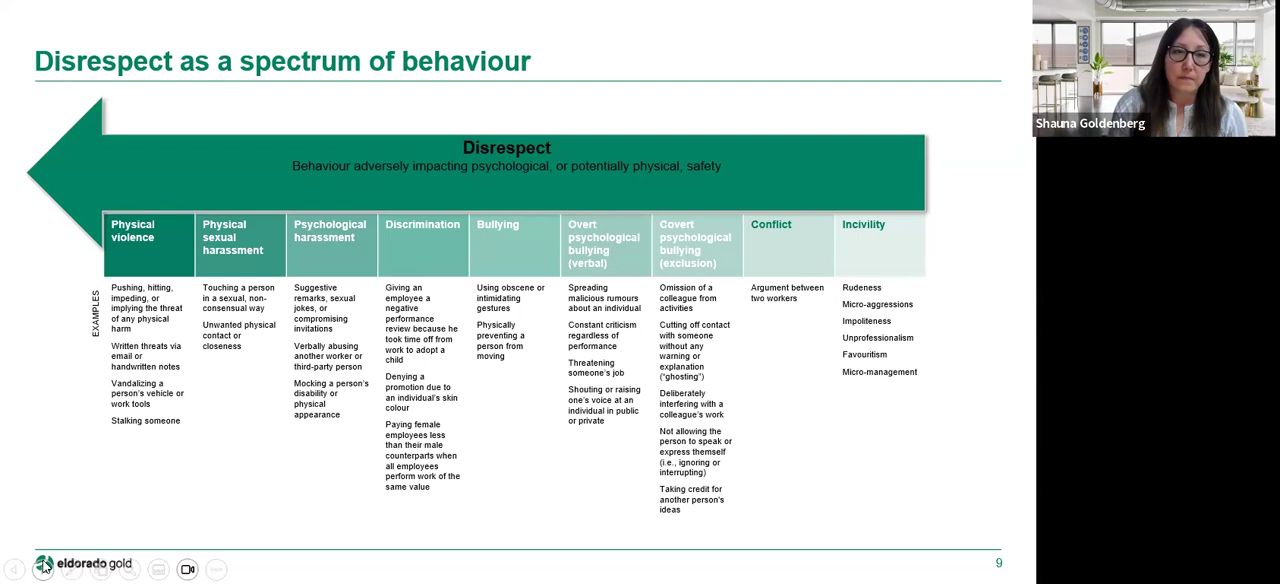 Disrespect as a spectrum of behaviour
Shauna Goldenberg
Disrespect
Behaviour adversely impacting psychological, or potentially physical, safety
Physical
violence
Physical
sexual
harassment
Psychological
harassment
Discrimination
Bullying
Overt
psychological
bullying
(verbal)
Covert
psychological
bullying
(exclusion)
Conflict
Incivility
EXAMPLES
Pushing, hitting,
impeding, or
implying the threat
of any physical
harm
Written threats via
email or
handwritten notes
Vandalizing a
person's vehicle or
work tools
Stalking someone
Touching a person
in a sexual, non-
consensual way
Unwanted physical
contact or
closeness
Suggestive
remarks, sexual
jokes, or
compromising
invitations
Verbally abusing
another worker or
third-party person
Mocking a person's
disability or
physical
appearance
Giving an
employee a
negative
performance
review because he
took time off from
work to adopt a
child
Denying a
promotion due to
an individual's skin
colour
Paying female
employees less
than their male
counterparts when
all employees
perform work of the
same value
Using obscene or
intimidating
gestures
Physically
preventing a
person from
moving
Spreading
malicious rumours
about an individual
Constant criticism
regardless of
performance
Threatening
someone's job
Shouting or raising
one's voice at an
individual in public
or private
Omission of a
colleague from
activities
Cutting off contact
with someone
without any
warning or
explanation
("ghosting")
Deliberately
interfering with a
colleague's work
Not allowing the
person to speak or
express themself
(i.e., ignoring or
interrupting)
Taking credit for
another person's
ideas
Argument between
two workers
Rudeness
Micro-aggressions
Impoliteness
Unprofessionalism
Favouritism
Micro-management
eldorado gold
9